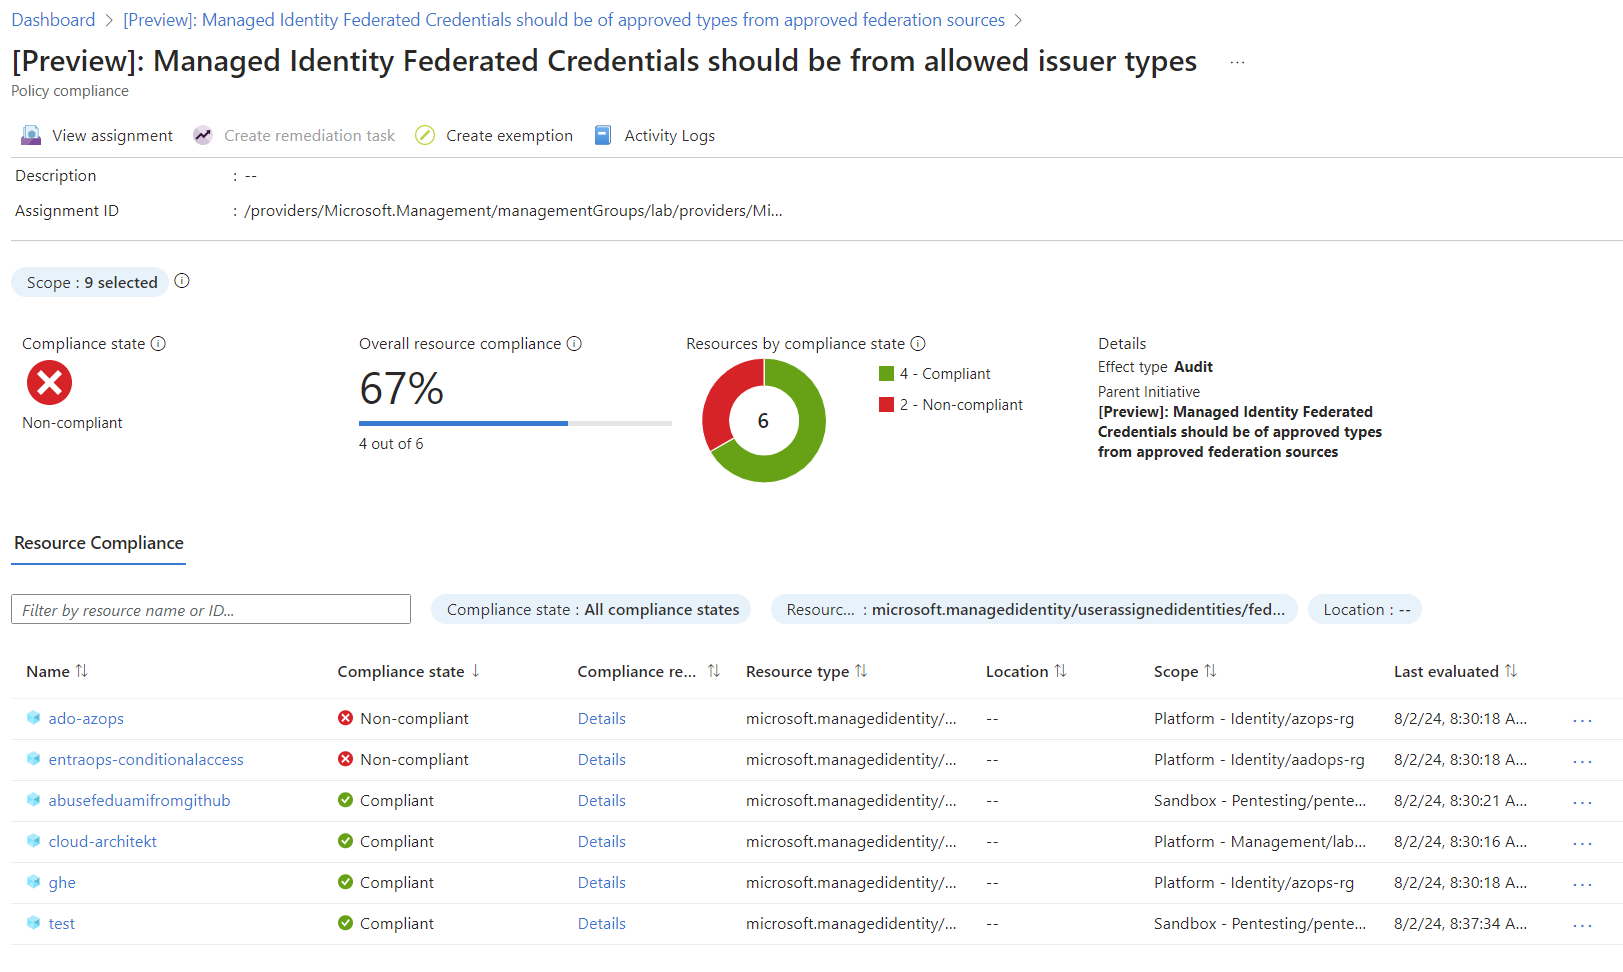 Dashboard > [Preview]: Managed Identity Federated Credentials should be of approved types from approved federation sources >
[Preview]: Managed Identity Federated Credentials should be from allowed issuer types ...
Policy compliance
View assignment Create remediation task Create exemption Activity Logs
Description : --
Assignment ID : /providers/Microsoft.Management/managementGroups/lab/providers/Mi...
Scope : 9 selected
Compliance state
Non-compliant
Overall resource compliance
67%
4 out of 6
Resources by compliance state
6
4 - Compliant
2 - Non-compliant
Details
Effect type Audit
Parent Initiative
[Preview]: Managed Identity Federated
Credentials should be of approved types
from approved federation sources
Resource Compliance
Filter by resource name or ID...
Compliance state : All compliance states
Resourc... : microsoft.managedidentity/userassignedidentities/fed...
Location : --
Name Compliance state Compliance re... Resource type Location Scope Last evaluated
ado-azops Non-compliant Details microsoft.managedidentity/... -- Platform - Identity/azops-rg 8/2/24, 8:30:18 A... ...
entraops-conditionalaccess Non-compliant Details microsoft.managedidentity/... -- Platform - Identity/aadops-rg 8/2/24, 8:30:18 A... ...
abusefeduamifromgithub Compliant Details microsoft.managedidentity/... -- Sandbox - Pentesting/pente... 8/2/24, 8:30:21 A... ...
cloud-architekt Compliant Details microsoft.managedidentity/... -- Platform - Management/lab... 8/2/24, 8:30:16 A... ...
ghe Compliant Details microsoft.managedidentity/... -- Platform - Identity/azops-rg 8/2/24, 8:30:18 A... ...
test Compliant Details microsoft.managedidentity/... -- Sandbox - Pentesting/pente... 8/2/24, 8:37:34 A... ...